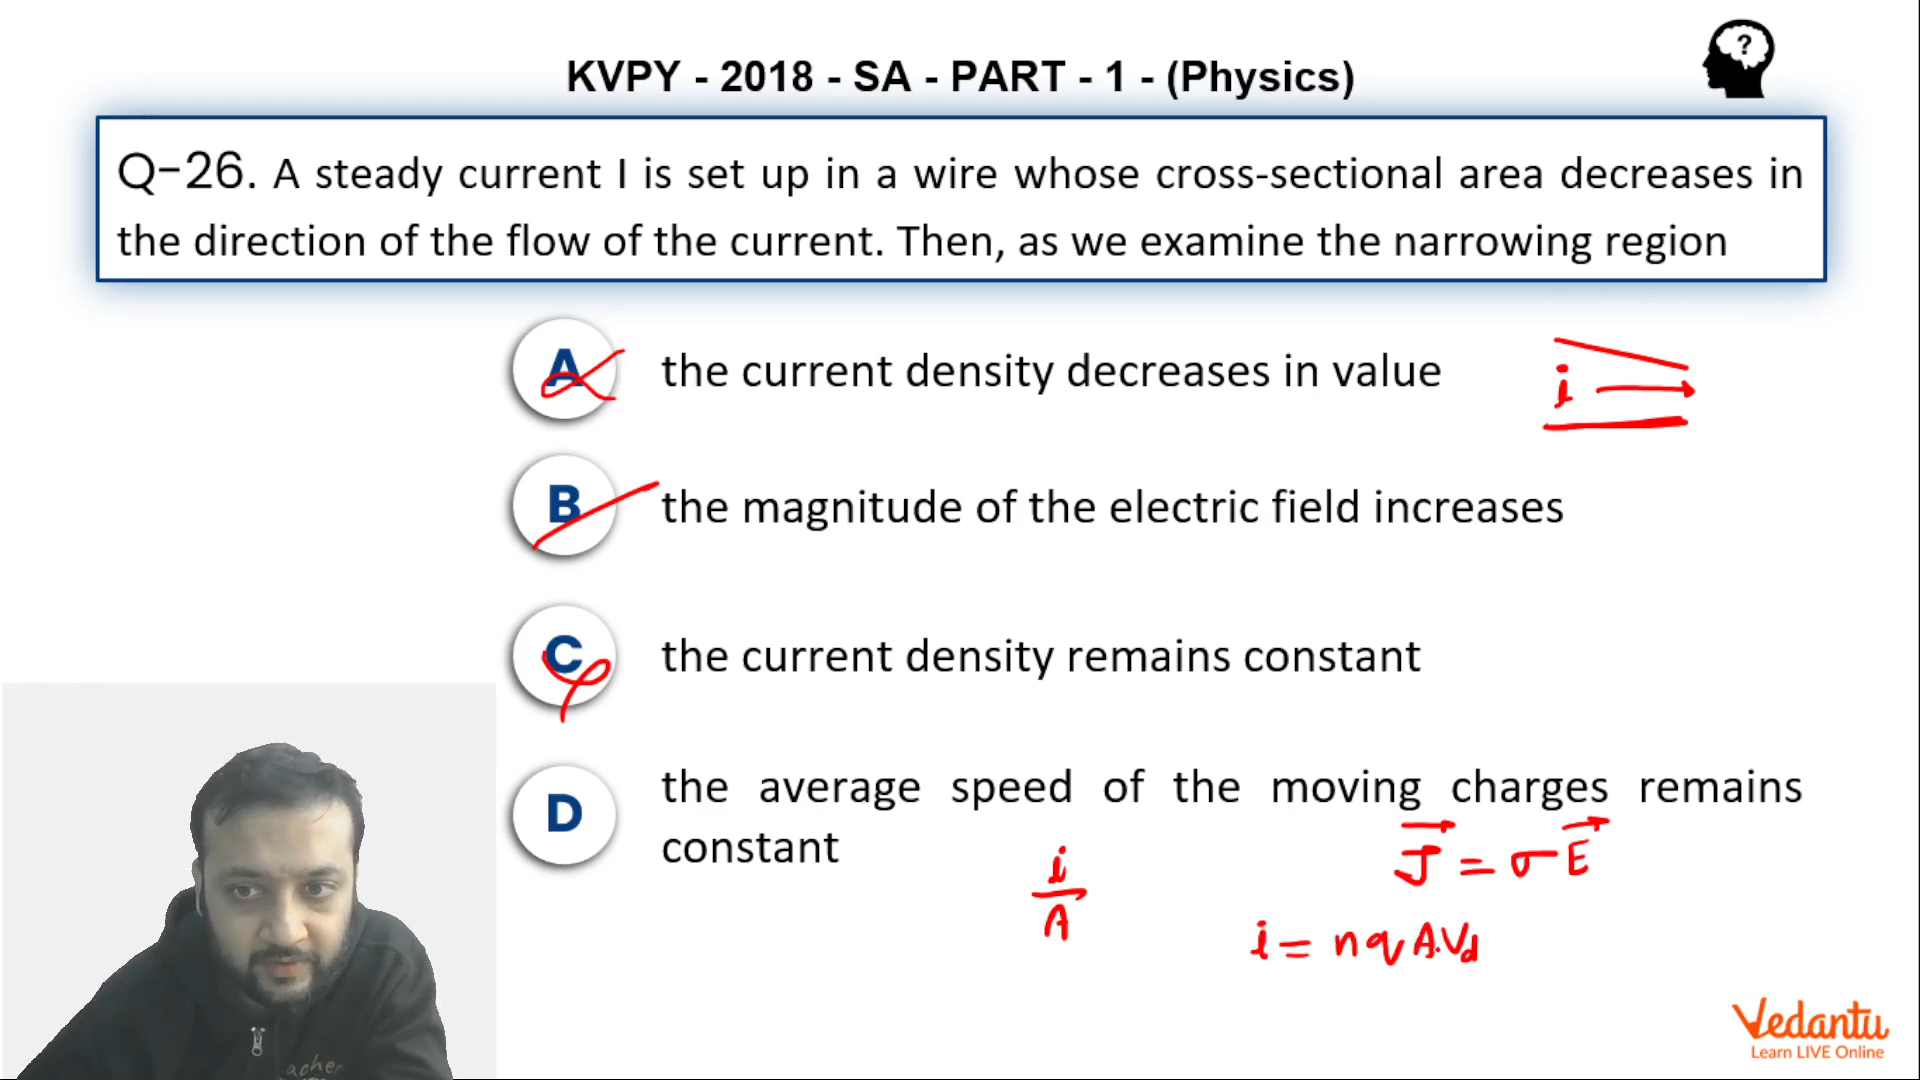 KVPY - 2018 - SA - PART - 1 - (Physics)
?
Q-26. A steady current I is set up in a wire whose cross-sectional area decreases in
the direction of the flow of the current. Then, as we examine the narrowing region
A the current density decreases in value
i
B the magnitude of the electric field increases
C the current density remains constant
D the average speed of the moving charges remains
constant
i/A
J⃗ = σE⃗
i = nqA.Vd
acher
Vedantu
Learn LIVE Online